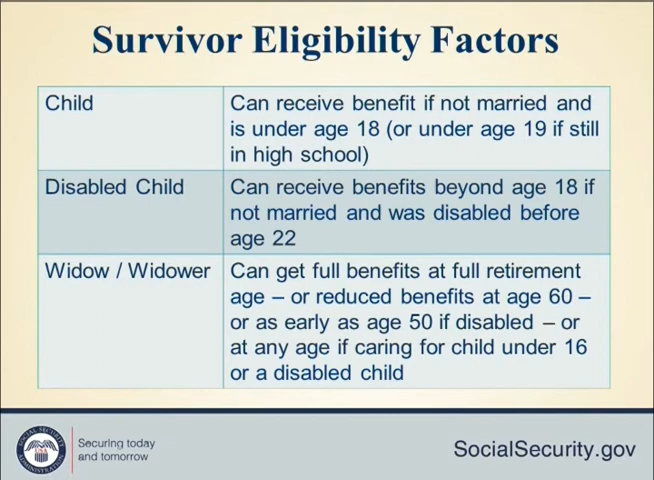 Survivor Eligibility Factors
Child
Can receive benefit if not married and
is under age 18 (or under age 19 if still
in high school)
Disabled Child
Can receive benefits beyond age 18 if
not married and was disabled before
age 22
Widow / Widower
Can get full benefits at full retirement
age – or reduced benefits at age 60 –
or as early as age 50 if disabled – or
at any age if caring for child under 16
or a disabled child
SOCIAL SECURITY ADMINISTRATION
USA
Securing today
and tomorrow
SocialSecurity.gov